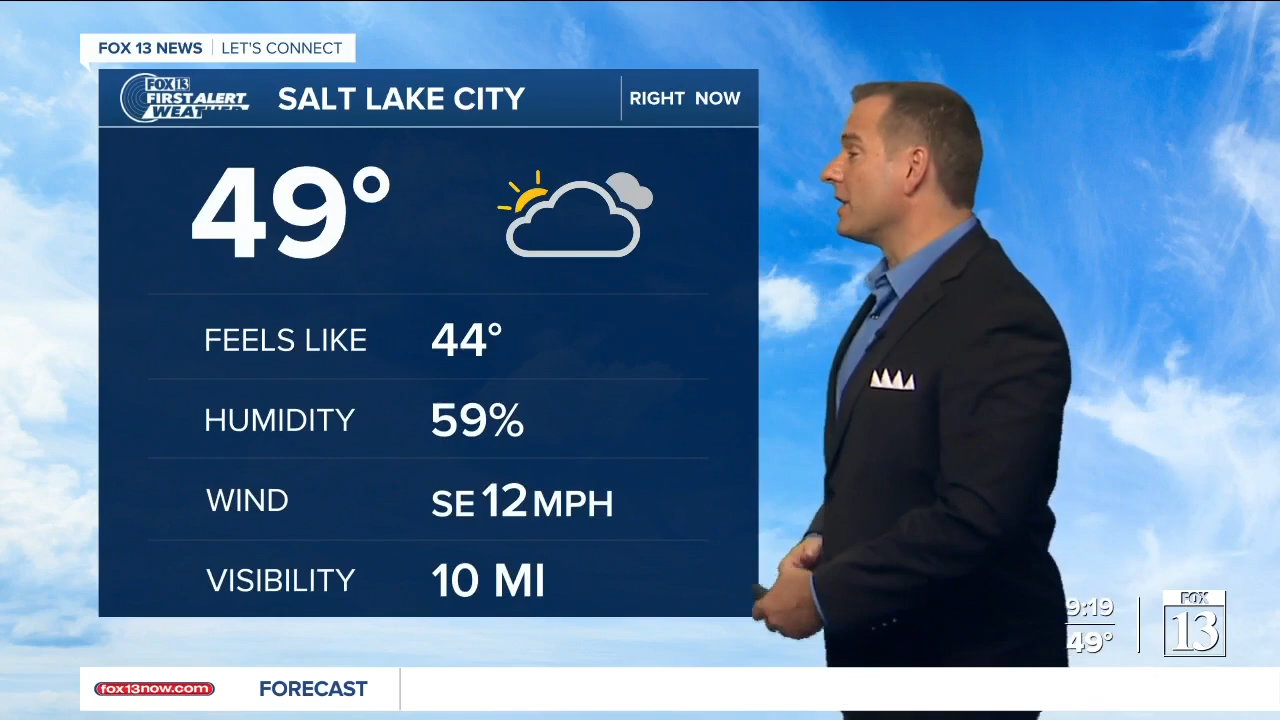 FOX 13 NEWS | LET'S CONNECT
FOX 13
FIRST ALERT
WEATHER
SALT LAKE CITY
RIGHT NOW
49°
FEELS LIKE 44°
HUMIDITY 59%
WIND SE 12 MPH
VISIBILITY 10 MI
9:19
49°
FOX
13
fox13now.com
FORECAST